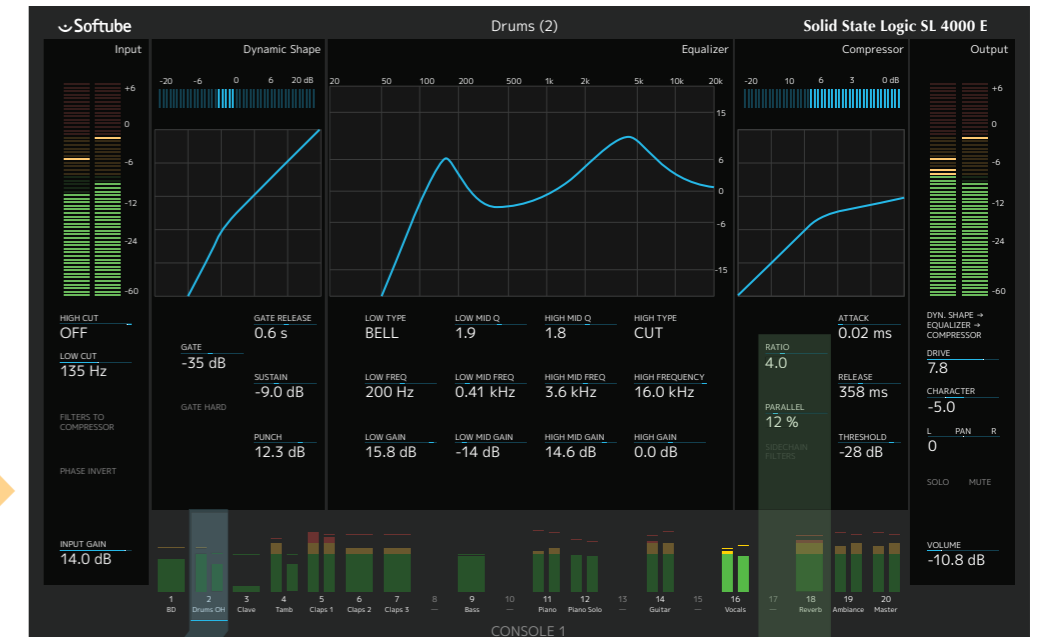 Softube
Drums (2)
Solid State Logic SL 4000 E
Input
Dynamic Shape
Equalizer
Compressor
Output
+6
0
-6
-12
-24
-60
-20 -6 0 6 20 dB
20 50 100 200 500 1k 2k 5k 10k 20k
15
6
0
-6
-15
-20 10 6 3 0 dB
+6
0
-6
-12
-24
-60
HIGH CUT
OFF
LOW CUT
135 Hz
FILTERS TO
COMPRESSOR
PHASE INVERT
INPUT GAIN
14.0 dB
GATE RELEASE
0.6 s
GATE
-35 dB
SUSTAIN
-9.0 dB
GATE HARD
PUNCH
12.3 dB
LOW TYPE
BELL
LOW MID Q
1.9
HIGH MID Q
1.8
HIGH TYPE
CUT
LOW FREQ
200 Hz
LOW MID FREQ
0.41 kHz
HIGH MID FREQ
3.6 kHz
HIGH FREQUENCY
16.0 kHz
LOW GAIN
15.8 dB
LOW MID GAIN
-14 dB
HIGH MID GAIN
14.6 dB
HIGH GAIN
0.0 dB
ATTACK
0.02 ms
RATIO
4.0
RELEASE
358 ms
PARALLEL
12 %
SIDECHAIN
FILTERS
THRESHOLD
-28 dB
DYN. SHAPE →
EQUALIZER →
COMPRESSOR
DRIVE
7.8
CHARACTER
-5.0
L PAN R
0
SOLO MUTE
VOLUME
-10.8 dB
1 2 3 4 5 6 7 8 9 10 11 12 13 14 15 16 17 18 19 20
BD Drums OH Clave Tamb Claps 1 Claps 2 Claps 3 — Bass — Piano Piano Solo — Guitar — Vocals — Reverb Ambiance Master
CONSOLE 1